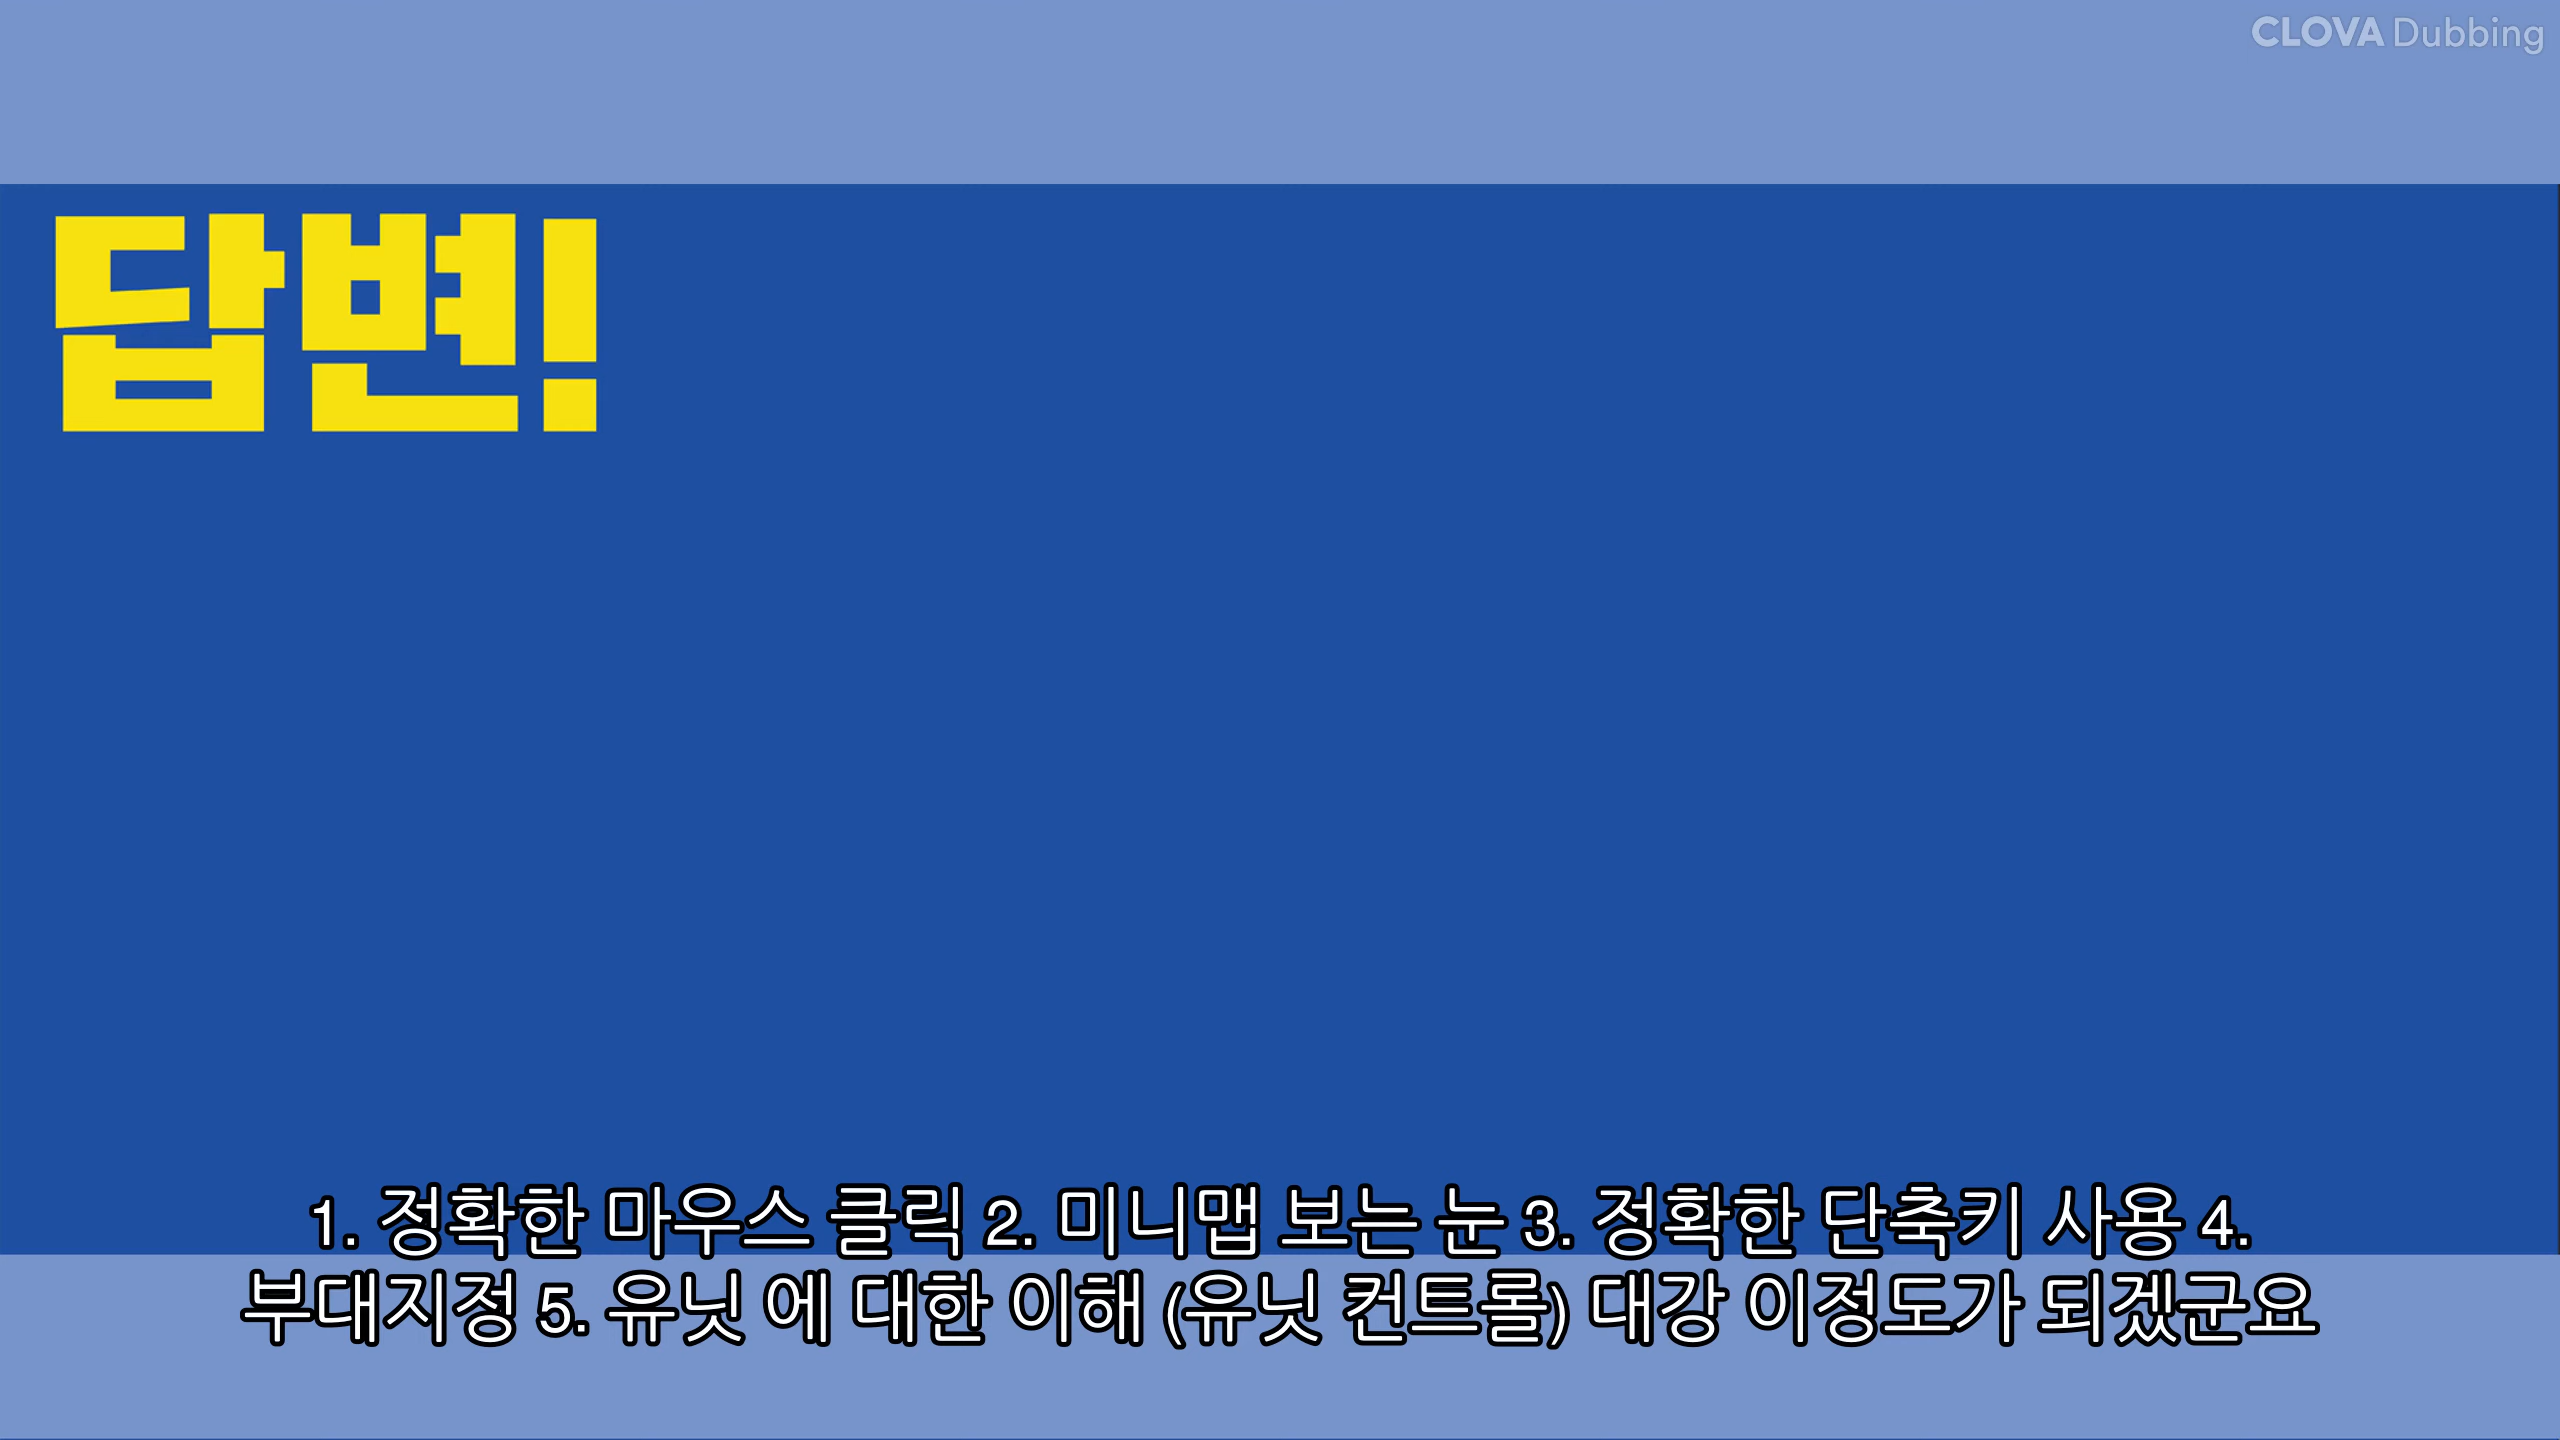 CLOVA Dubbing
답변!
1. 정확한 마우스 클릭 2. 미니맵 보는 눈 3. 정확한 단축키 사용 4.
부대지정 5. 유닛 에 대한 이해 (유닛 컨트롤) 대강 이정도가 되겠군요